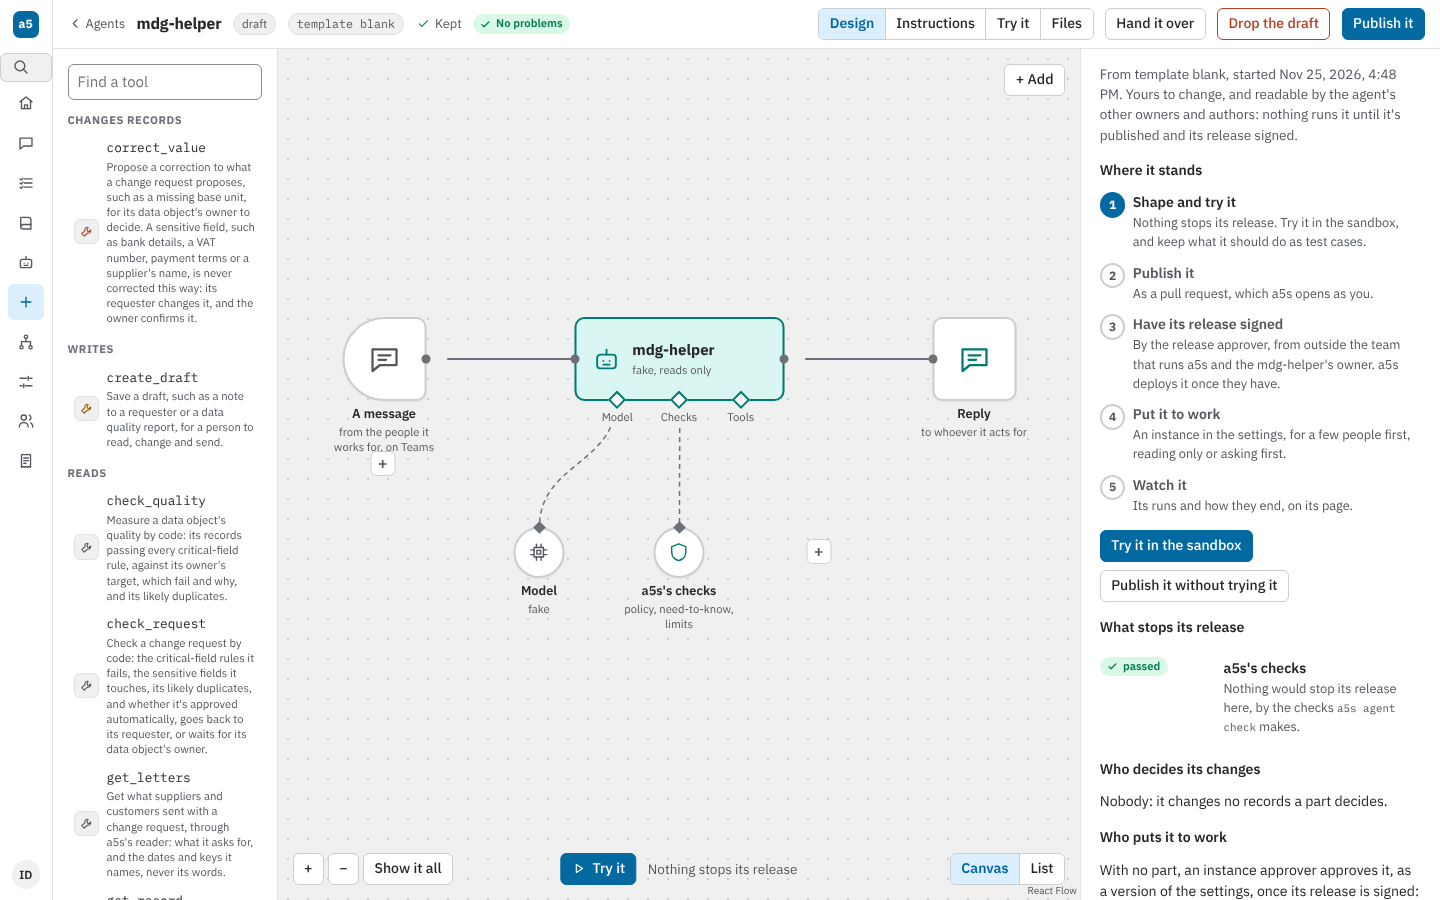 a5
Agents
mdg-helper
draft
template blank
Kept
No problems
Design
Instructions
Try it
Files
Hand it over
Drop the draft
Publish it
Find a tool
CHANGES RECORDS
correct_value
Propose a correction to what
a change request proposes,
such as a missing base unit,
for its data object's owner to
decide. A sensitive field, such
as bank details, a VAT
number, payment terms or a
supplier's name, is never
corrected this way: its
requester changes it, and the
owner confirms it.
WRITES
create_draft
Save a draft, such as a note
to a requester or a data
quality report, for a person to
read, change and send.
READS
check_quality
Measure a data object's
quality by code: its records
passing every critical-field
rule, against its owner's
target, which fail and why,
and its likely duplicates.
check_request
Check a change request by
code: the critical-field rules it
fails, the sensitive fields it
touches, its likely duplicates,
and whether it's approved
automatically, goes back to
its requester, or waits for its
data object's owner.
get_letters
Get what suppliers and
customers sent with a
change request, through
a5s's reader: what it asks for,
and the dates and keys it
names, never its words.
get_record
ID
+ Add
mdg-helper
fake, reads only
A message
from the people it
works for, on Teams
+
Model
Checks
Tools
Reply
to whoever it acts for
Model
fake
a5s's checks
policy, need-to-know,
limits
+
+
−
Show it all
Try it
Nothing stops its release
Canvas
List
React Flow
From template blank, started Nov 25, 2026, 4:48
PM. Yours to change, and readable by the agent's
other owners and authors: nothing runs it until it's
published and its release signed.
Where it stands
1
Shape and try it
Nothing stops its release. Try it in the sandbox,
and keep what it should do as test cases.
2
Publish it
As a pull request, which a5s opens as you.
3
Have its release signed
By the release approver, from outside the team
that runs a5s and the mdg-helper's owner. a5s
deploys it once they have.
4
Put it to work
An instance in the settings, for a few people first,
reading only or asking first.
5
Watch it
Its runs and how they end, on its page.
Try it in the sandbox
Publish it without trying it
What stops its release
passed
a5s's checks
Nothing would stop its release
here, by the checks a5s agent
check makes.
Who decides its changes
Nobody: it changes no records a part decides.
Who puts it to work
With no part, an instance approver approves it, as
a version of the settings, once its release is signed: